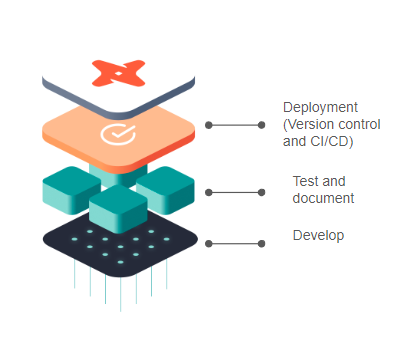 Deployment
(Version control
and CI/CD)
Test and
document
Develop